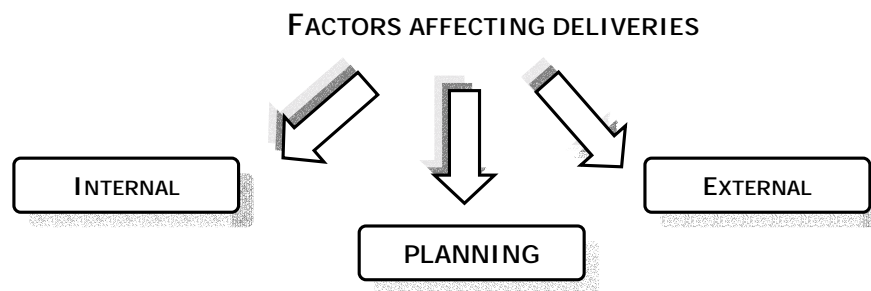 FACTORS AFFECTING DELIVERIES
INTERNAL
EXTERNAL
PLANNING